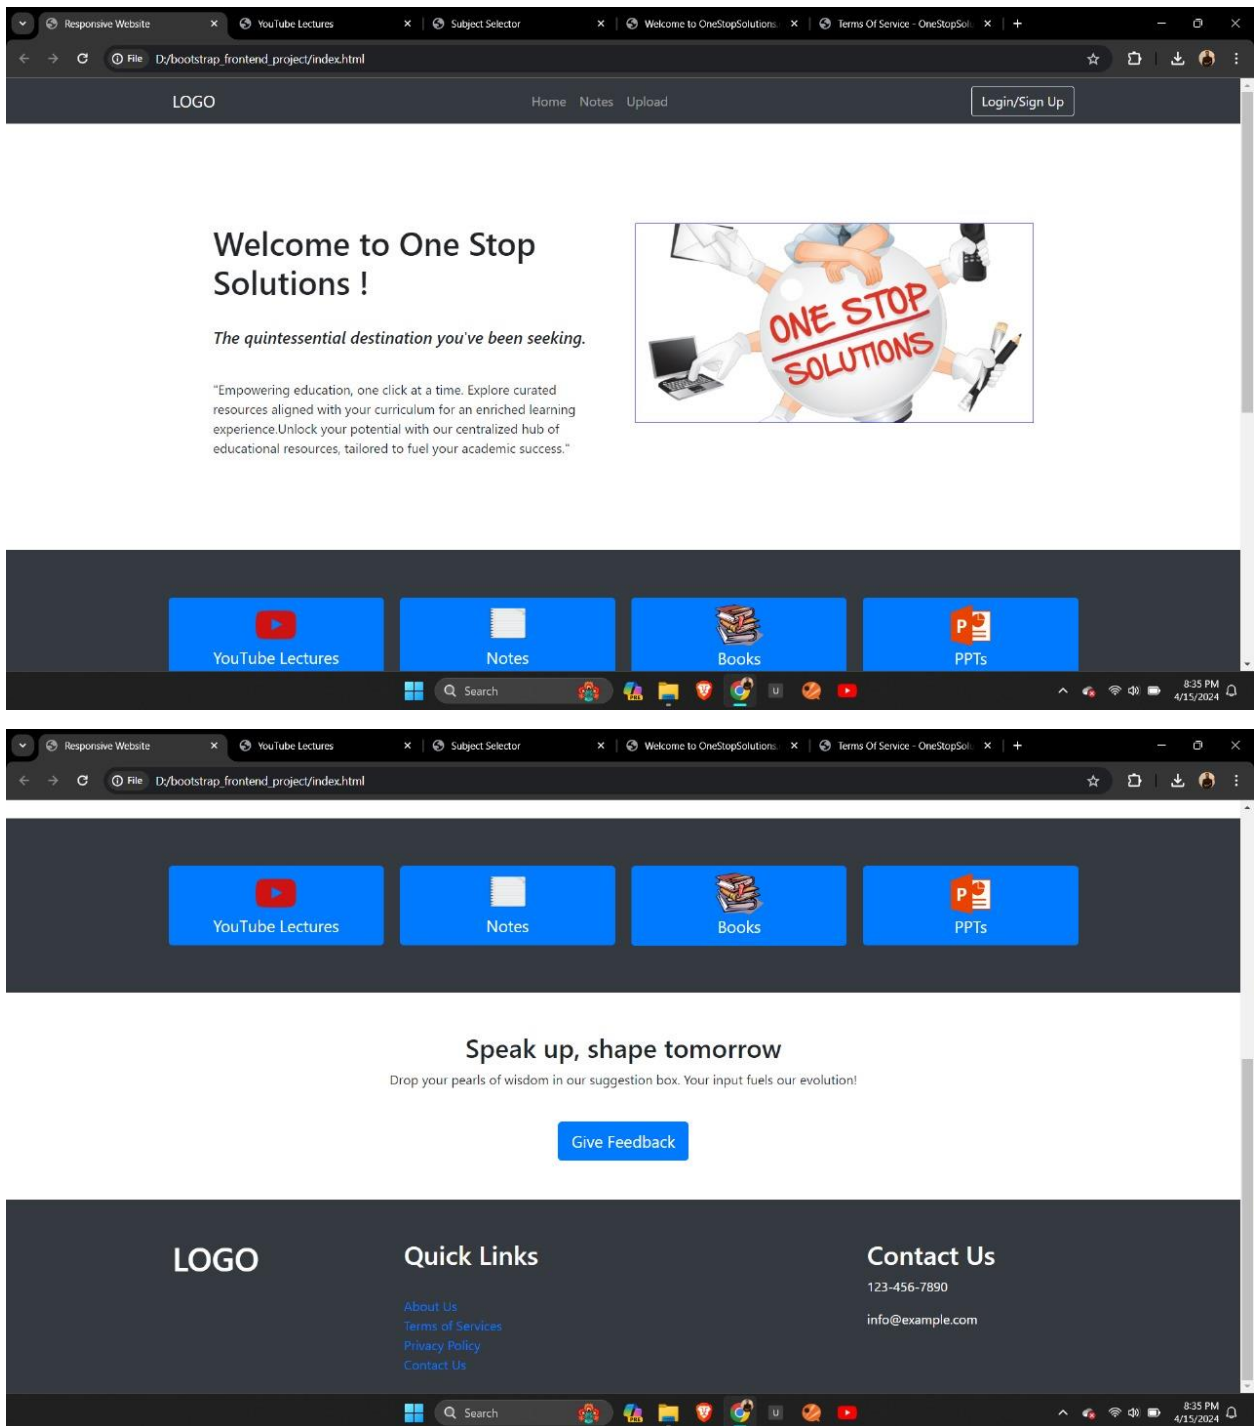 Responsive Website
YouTube Lectures
Subject Selector
Welcome to OneStopSolutions.
Terms Of Service - OneStopSol
File D:/bootstrap_frontend_project/index.html
LOGO
Home Notes Upload
Login/Sign Up
Welcome to One Stop
Solutions !
The quintessential destination you've been seeking.
"Empowering education, one click at a time. Explore curated
resources aligned with your curriculum for an enriched learning
experience.Unlock your potential with our centralized hub of
educational resources, tailored to fuel your academic success."
ONE STOP
SOLUTIONS
YouTube Lectures
Notes
Books
P
PPTs
Search
PRE
U
8:35 PM
4/15/2024
Responsive Website
YouTube Lectures
Subject Selector
Welcome to OneStopSolutions.
Terms Of Service - OneStopSol
File D:/bootstrap_frontend_project/index.html
YouTube Lectures
Notes
Books
P
PPTs
Speak up, shape tomorrow
Drop your pearls of wisdom in our suggestion box. Your input fuels our evolution!
Give Feedback
LOGO
Quick Links
About Us
Terms of Services
Privacy Policy
Contact Us
Contact Us
123-456-7890
info@example.com
Search
PRE
U
8:35 PM
4/15/2024